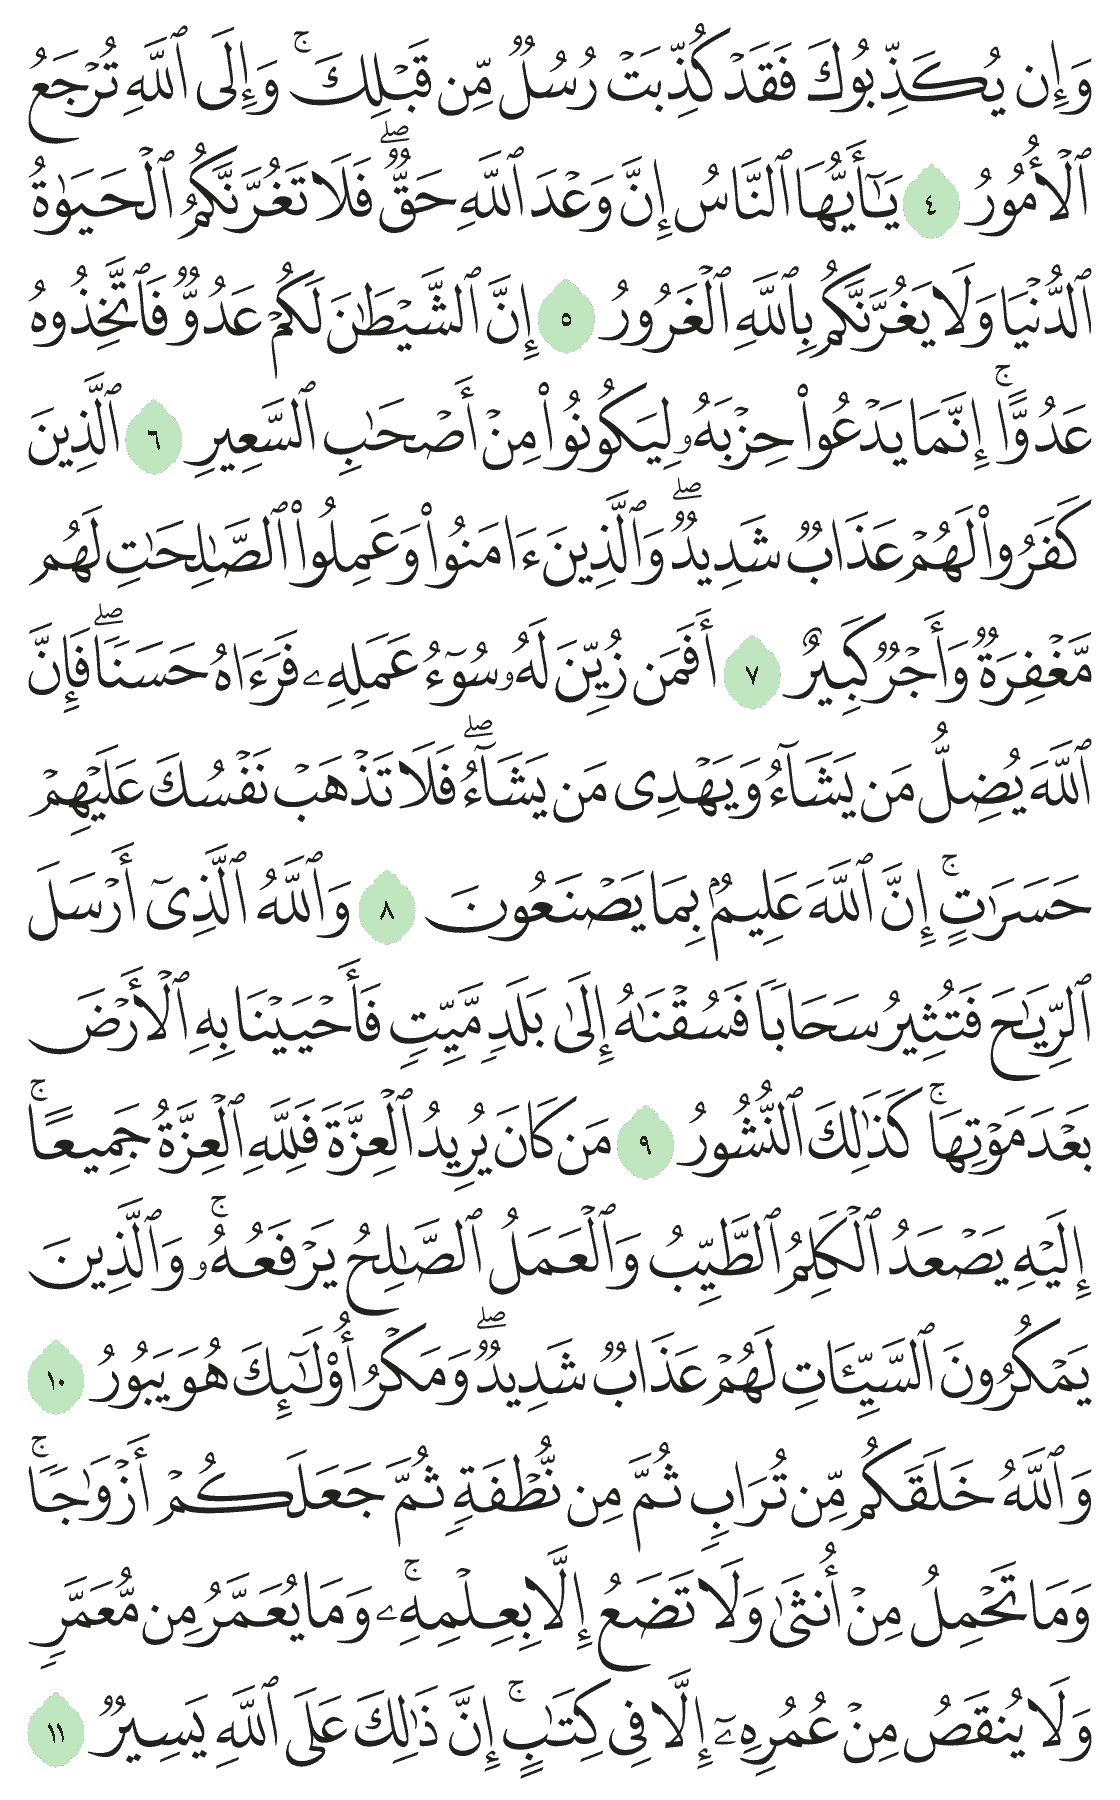 وَإِن يُكَذِّبُوكَ فَقَدْ كُذِّبَتْ رُسُلٌ مِّن قَبْلِكَ ۚ وَإِلَى ٱللَّهِ تُرْجَعُ
ٱلْأُمُورُ ٤ يَـٰٓأَيُّهَا ٱلنَّاسُ إِنَّ وَعْدَ ٱللَّهِ حَقٌّ ۖ فَلَا تَغُرَّنَّكُمُ ٱلْحَيَوٰةُ
ٱلدُّنْيَا وَلَا يَغُرَّنَّكُم بِٱللَّهِ ٱلْغَرُورُ ٥ إِنَّ ٱلشَّيْطَـٰنَ لَكُمْ عَدُوٌّ فَٱتَّخِذُوهُ
عَدُوًّا ۚ إِنَّمَا يَدْعُوا۟ حِزْبَهُۥ لِيَكُونُوا۟ مِنْ أَصْحَـٰبِ ٱلسَّعِيرِ ٦ ٱلَّذِينَ
كَفَرُوا۟ لَهُمْ عَذَابٌ شَدِيدٌ ۖ وَٱلَّذِينَ ءَامَنُوا۟ وَعَمِلُوا۟ ٱلصَّـٰلِحَـٰتِ لَهُم
مَّغْفِرَةٌ وَأَجْرٌ كَبِيرٌ ٧ أَفَمَن زُيِّنَ لَهُۥ سُوٓءُ عَمَلِهِۦ فَرَءَاهُ حَسَنًا ۖ فَإِنَّ
ٱللَّهَ يُضِلُّ مَن يَشَآءُ وَيَهْدِى مَن يَشَآءُ ۖ فَلَا تَذْهَبْ نَفْسُكَ عَلَيْهِمْ
حَسَرَٰتٍ ۚ إِنَّ ٱللَّهَ عَلِيمٌۢ بِمَا يَصْنَعُونَ ٨ وَٱللَّهُ ٱلَّذِىٓ أَرْسَلَ
ٱلرِّيَـٰحَ فَتُثِيرُ سَحَابًا فَسُقْنَـٰهُ إِلَىٰ بَلَدٍ مَّيِّتٍ فَأَحْيَيْنَا بِهِ ٱلْأَرْضَ
بَعْدَ مَوْتِهَا ۚ كَذَٰلِكَ ٱلنُّشُورُ ٩ مَن كَانَ يُرِيدُ ٱلْعِزَّةَ فَلِلَّهِ ٱلْعِزَّةُ جَمِيعًا ۚ
إِلَيْهِ يَصْعَدُ ٱلْكَلِمُ ٱلطَّيِّبُ وَٱلْعَمَلُ ٱلصَّـٰلِحُ يَرْفَعُهُۥ ۚ وَٱلَّذِينَ
يَمْكُرُونَ ٱلسَّيِّـَٔاتِ لَهُمْ عَذَابٌ شَدِيدٌ ۖ وَمَكْرُ أُو۟لَـٰٓئِكَ هُوَ يَبُورُ ١٠
وَٱللَّهُ خَلَقَكُم مِّن تُرَابٍ ثُمَّ مِن نُّطْفَةٍ ثُمَّ جَعَلَكُمْ أَزْوَٰجًا ۚ
وَمَا تَحْمِلُ مِنْ أُنثَىٰ وَلَا تَضَعُ إِلَّا بِعِلْمِهِۦ ۚ وَمَا يُعَمَّرُ مِن مُّعَمَّرٍ
وَلَا يُنقَصُ مِنْ عُمُرِهِۦٓ إِلَّا فِى كِتَـٰبٍ ۚ إِنَّ ذَٰلِكَ عَلَى ٱللَّهِ يَسِيرٌ ١١